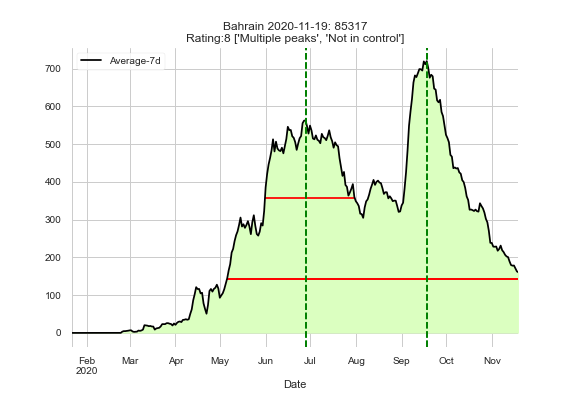 Bahrain 2020-11-19: 85317
Rating:8 ['Multiple peaks', 'Not in control']
Average-7d
700
600
500
400
300
200
100
0
Feb Mar Apr May Jun Jul Aug Sep Oct Nov
2020
Date